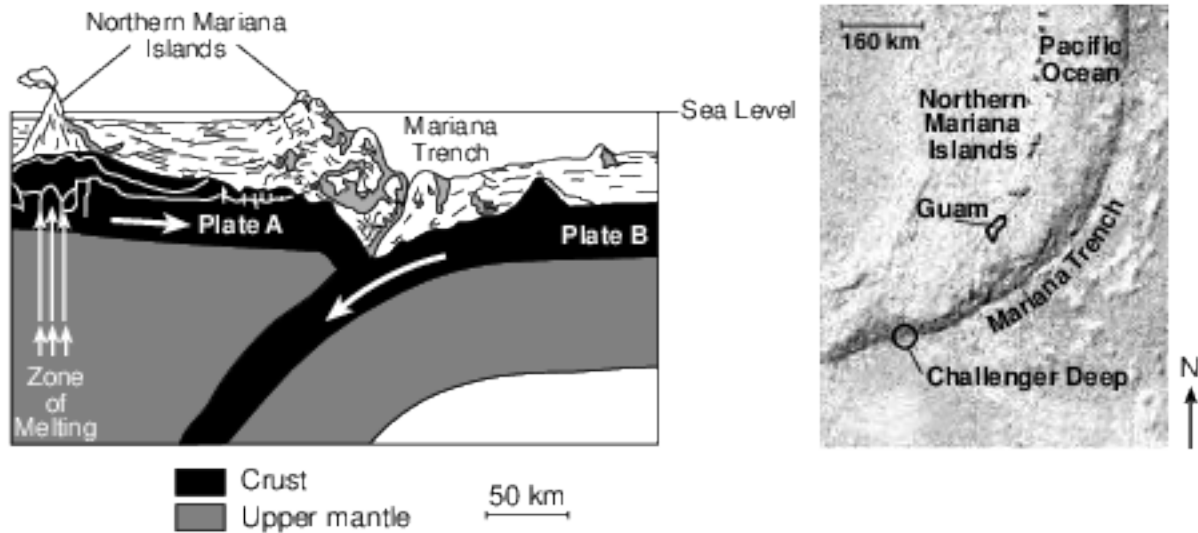 Northern Mariana
Islands
Sea Level
Mariana
Trench
Plate A
Plate B
Zone
of
Melting
Crust
Upper mantle
50 km
160 km
Pacific
Ocean
Northern
Mariana
Islands
Guam
Mariana Trench
Challenger Deep
N